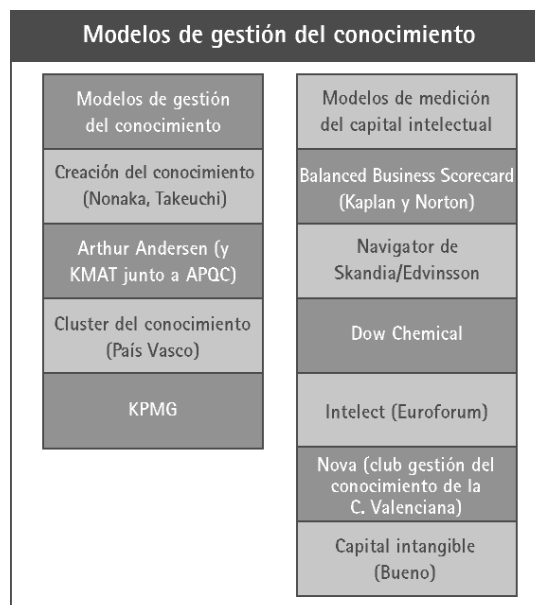 Modelos de gestión del conocimiento
Modelos de gestión
del conocimiento
Creación del conocimiento
(Nonaka, Takeuchi)
Arthur Andersen (y
KMAT junto a APQC)
Cluster del conocimiento
(País Vasco)
KPMG
Modelos de medición
del capital intelectual
Balanced Business Scorecard
(Kaplan y Norton)
Navigator de
Skandia/Edvinsson
Dow Chemical
Intelect (Euroforum)
Nova (club gestión del
conocimiento de la
C. Valenciana)
Capital intangible
(Bueno)